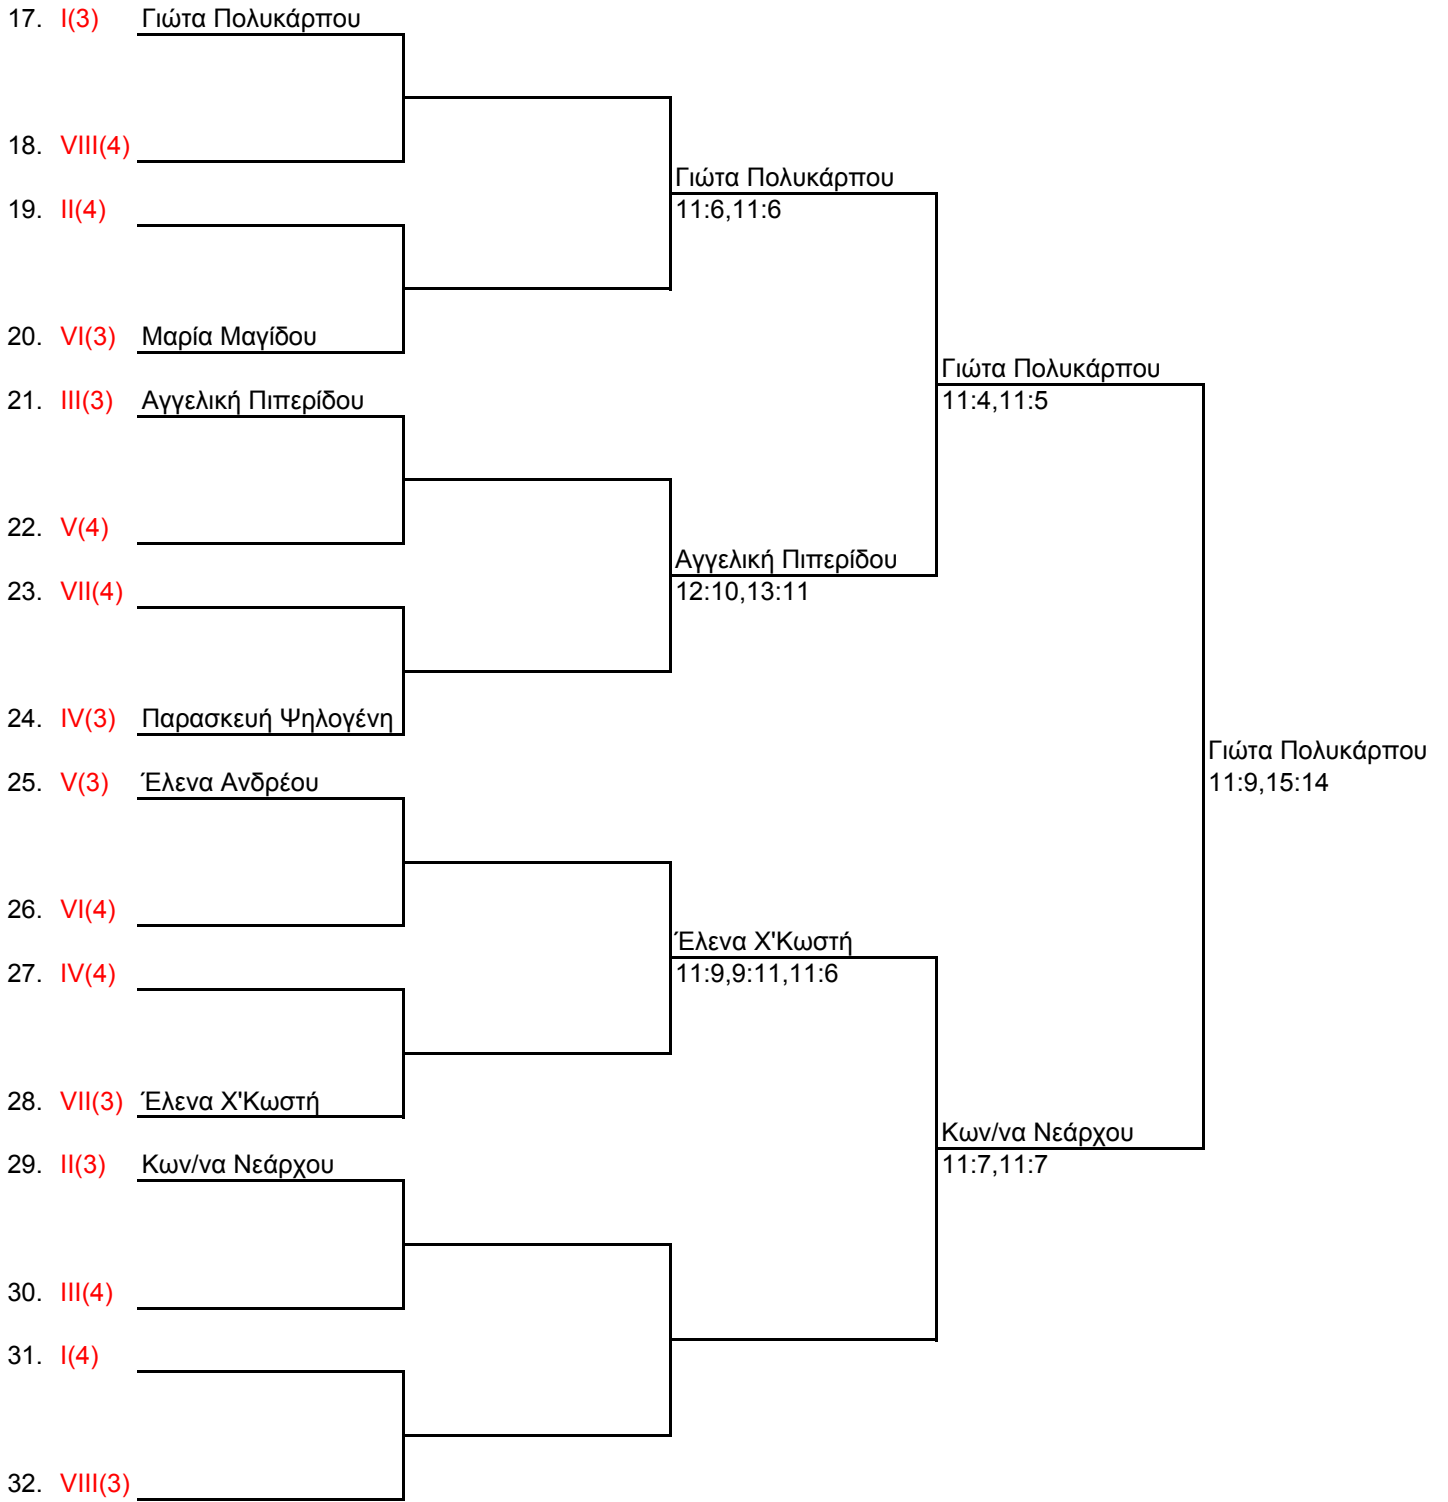 17. I(3) Γιώτα Πολυκάρπου
18. VIII(4)
Γιώτα Πολυκάρπου
19. II(4)
11:6,11:6
20. VI(3) Μαρία Μαγίδου
Γιώτα Πολυκάρπου
21. III(3) Αγγελική Πιπερίδου
11:4,11:5
22. V(4)
Αγγελική Πιπερίδου
23. VII(4)
12:10,13:11
24. IV(3) Παρασκευή Ψηλογένη
Γιώτα Πολυκάρπου
25. V(3) Έλενα Ανδρέου
11:9,15:14
26. VI(4)
Έλενα Χ'Κωστή
27. IV(4)
11:9,9:11,11:6
28. VII(3) Έλενα Χ'Κωστή
Κων/να Νεάρχου
29. II(3) Κων/να Νεάρχου
11:7,11:7
30. III(4)
31. I(4)
32. VIII(3)